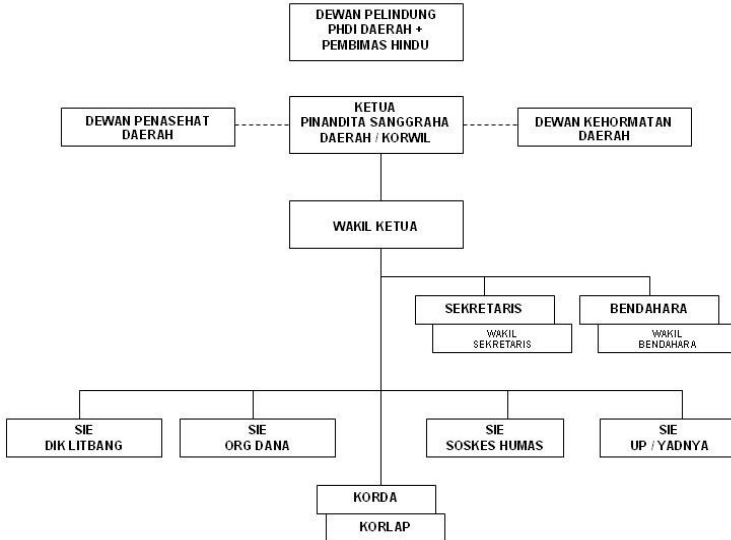 DEWAN PELINDUNG
PHDI DAERAH +
PEMBIMAS HINDU
DEWAN PENASEHAT
DAERAH
KETUA
PINANDITA SANGGRAHA
DAERAH / KORWIL
DEWAN KEHORMATAN
DAERAH
WAKIL KETUA
SEKRETARIS
WAKIL
SEKRETARIS
BENDAHARA
WAKIL
BENDAHARA
SIE
DIK LITBANG
SIE
ORG DANA
SIE
SOSKES HUMAS
SIE
UP / YADNYA
KORDA
KORLAP